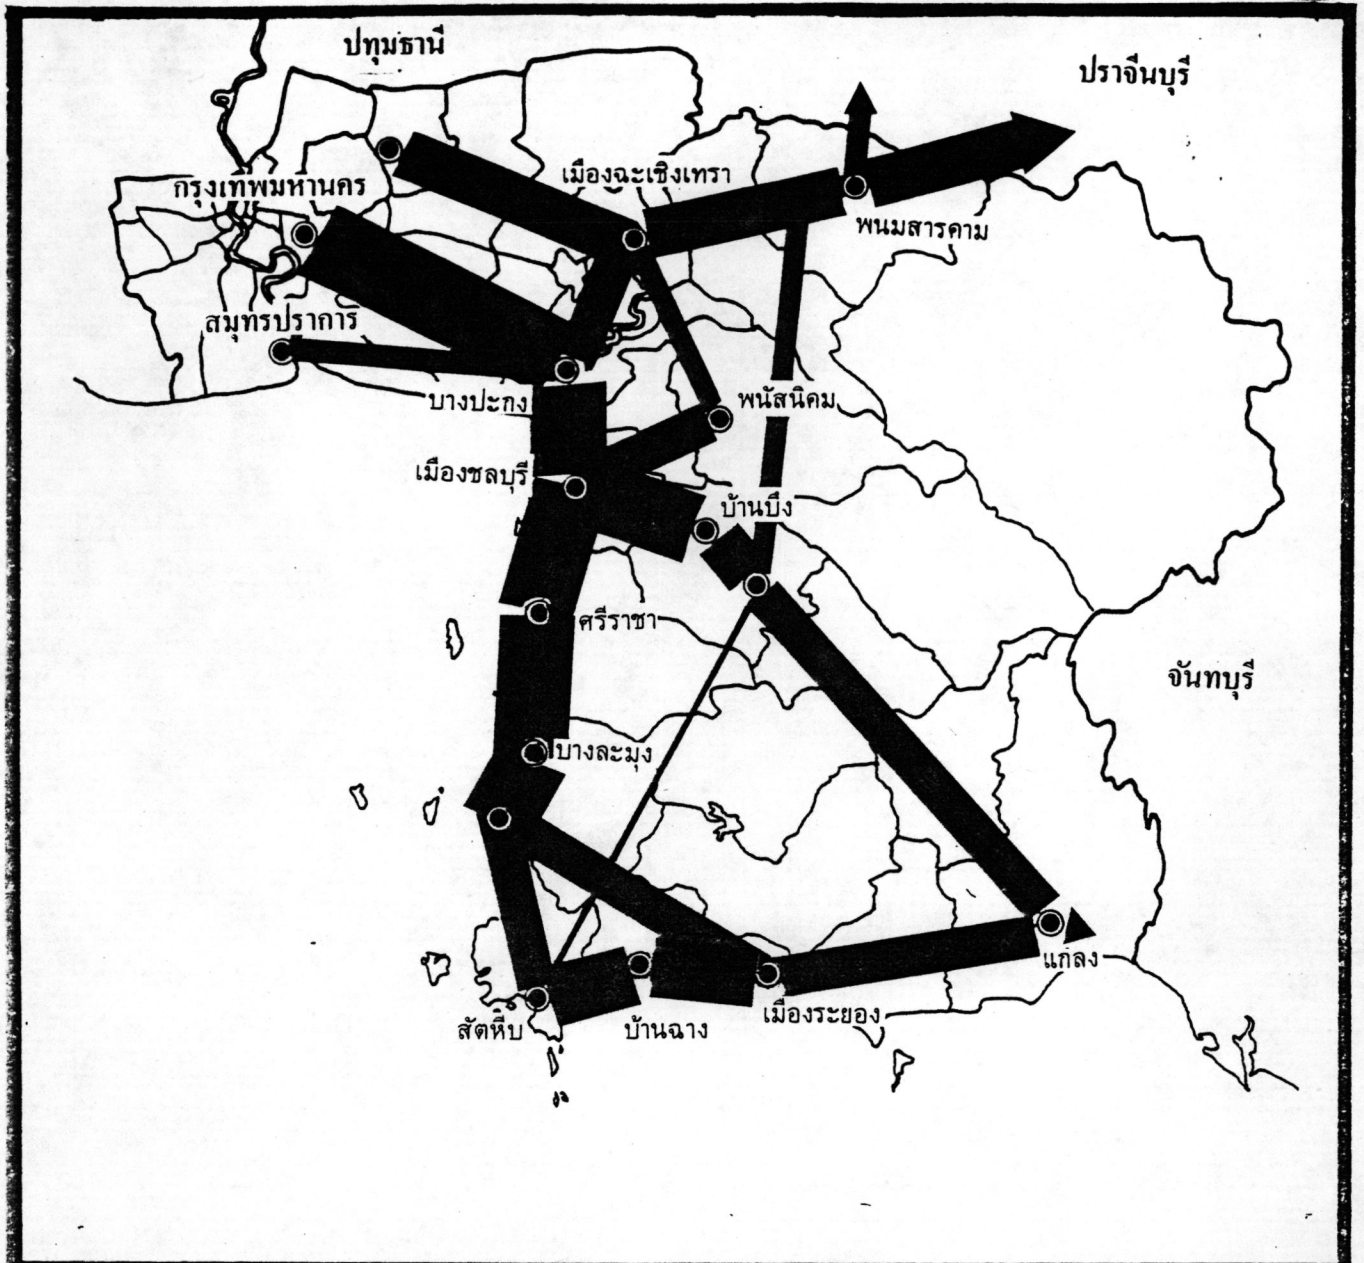 ปทุมธานี
ปราจีนบุรี
เมืองฉะเชิงเทรา
กรุงเทพมหานคร
พนมสารคาม
สมุทรปราการ
บางปะกง
พนัสนิคม
เมืองชลบุรี
บ้านบึง
ศรีราชา
จันทบุรี
บางละมุง
แกลง
สัตหีบ
บ้านฉาง
เมืองระยอง